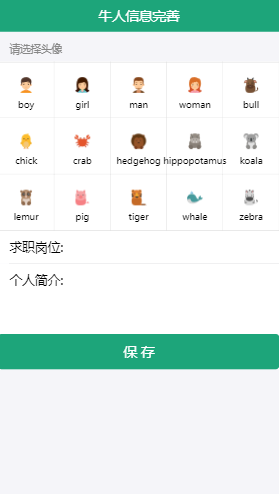 牛人信息完善
请选择头像
boy girl man woman bull
chick crab hedgehog hippopotamus koala
lemur pig tiger whale zebra
求职岗位:
个人简介:
保 存